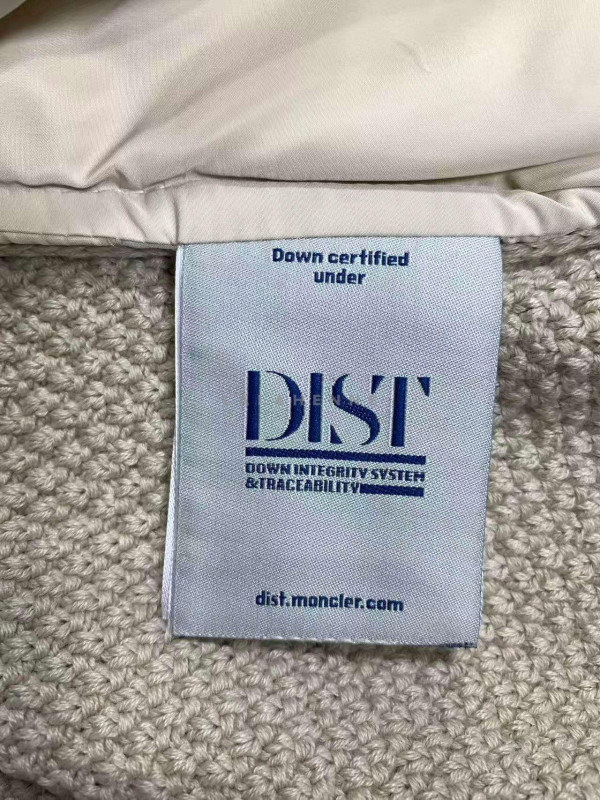 Down certified
under
DIST
DOWN INTEGRITY SYSTEM
&TRACEABILITY
dist.moncler.com